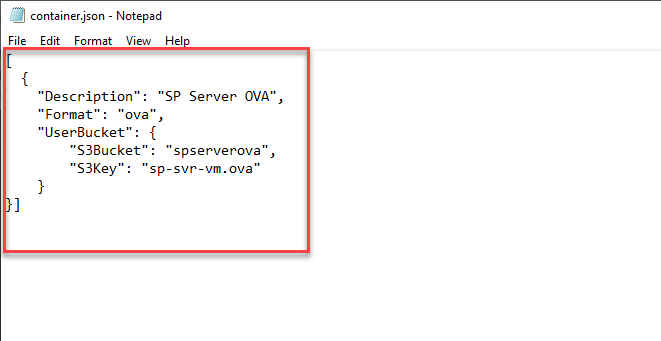 container.json - Notepad
File Edit Format View Help
[
  {
    "Description": "SP Server OVA",
    "Format": "ova",
    "UserBucket": {
        "S3Bucket": "spserverova",
        "S3Key": "sp-svr-vm.ova"
    }
}]